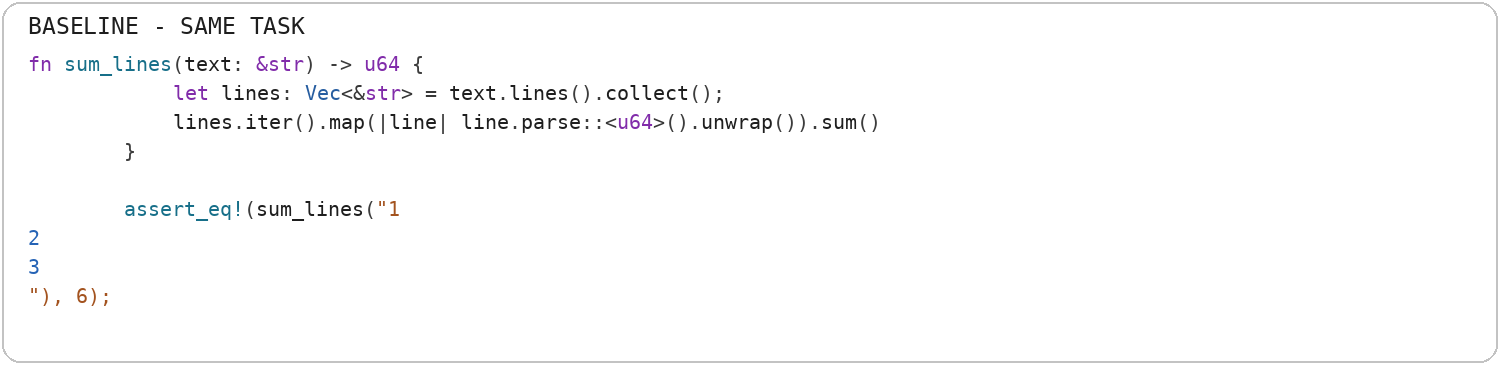 BASELINE - SAME TASK
fn sum_lines(text: &str) -> u64 {
            let lines: Vec<&str> = text.lines().collect();
            lines.iter().map(|line| line.parse::<u64>().unwrap()).sum()
        }

        assert_eq!(sum_lines("1
2
3
"), 6);